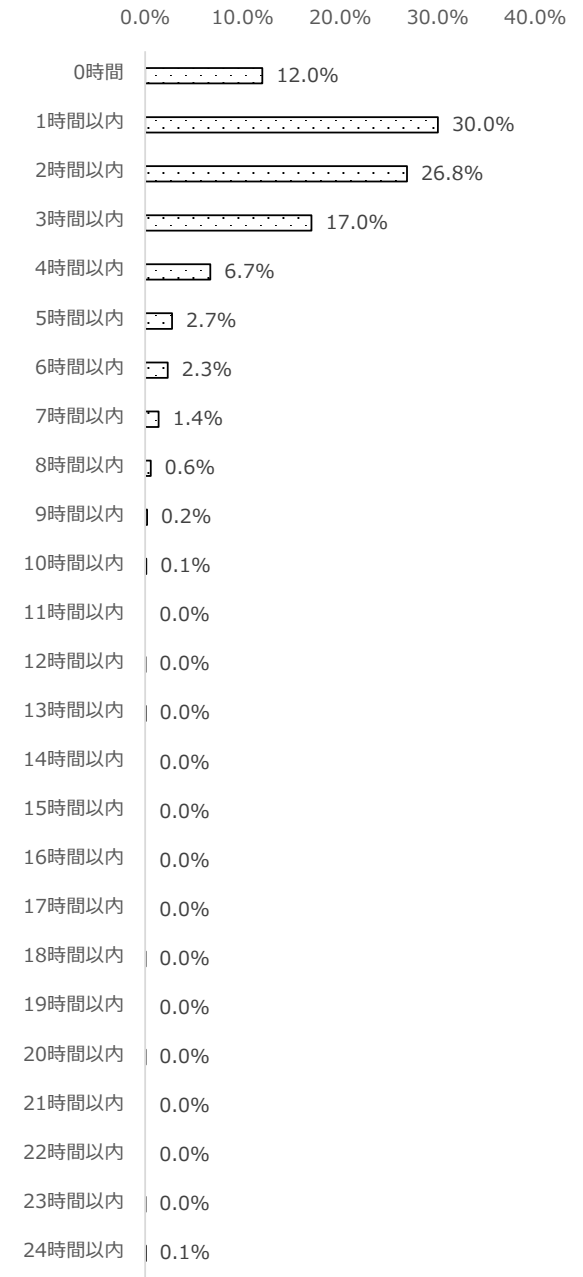 0.0% 10.0% 20.0% 30.0% 40.0%
0時間 12.0%
1時間以内 30.0%
2時間以内 26.8%
3時間以内 17.0%
4時間以内 6.7%
5時間以内 2.7%
6時間以内 2.3%
7時間以内 1.4%
8時間以内 0.6%
9時間以内 0.2%
10時間以内 0.1%
11時間以内 0.0%
12時間以内 0.0%
13時間以内 0.0%
14時間以内 0.0%
15時間以内 0.0%
16時間以内 0.0%
17時間以内 0.0%
18時間以内 0.0%
19時間以内 0.0%
20時間以内 0.0%
21時間以内 0.0%
22時間以内 0.0%
23時間以内 0.0%
24時間以内 0.1%